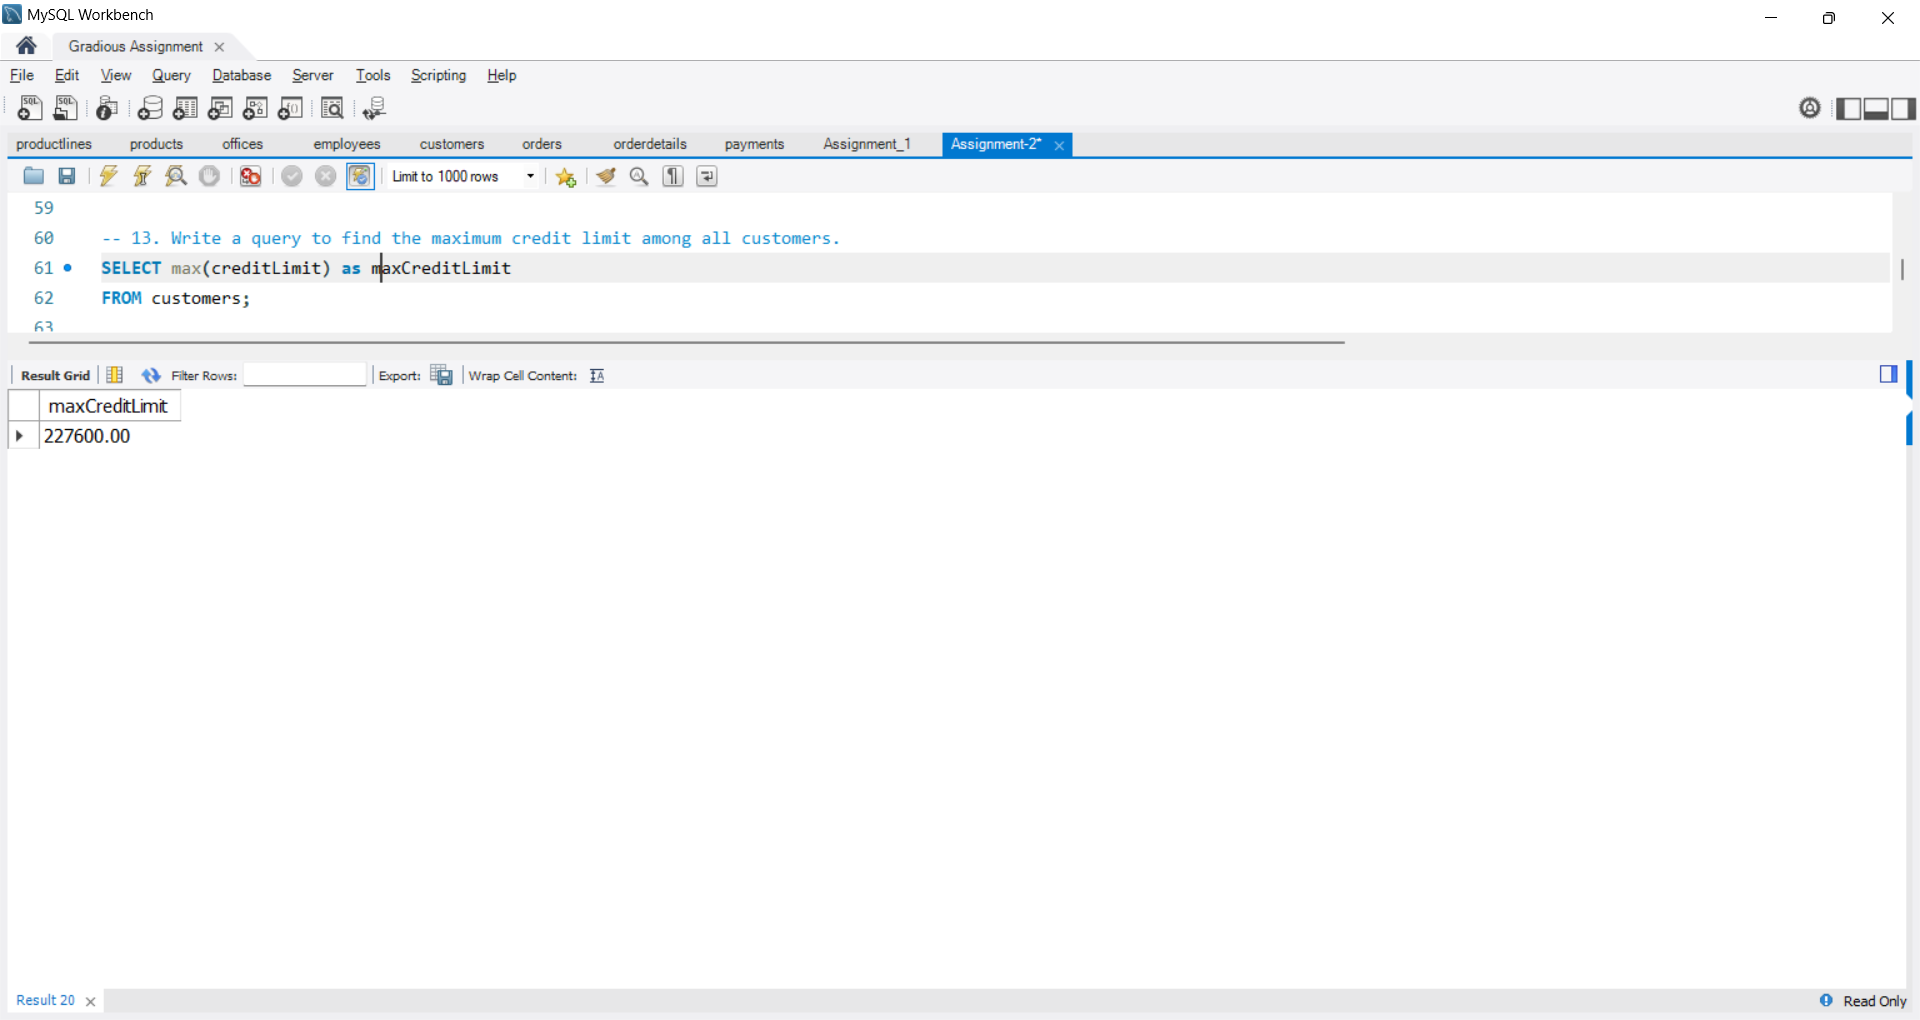 MySQL Workbench
Gradious Assignment
File Edit View Query Database Server Tools Scripting Help
productlines products offices employees customers orders orderdetails payments Assignment_1 Assignment-2*
Limit to 1000 rows
59
60 -- 13. Write a query to find the maximum credit limit among all customers.
61 SELECT max(creditLimit) as maxCreditLimit
62 FROM customers;
63
Result Grid Filter Rows: Export: Wrap Cell Content:
maxCreditLimit
227600.00
Result 20 Read Only